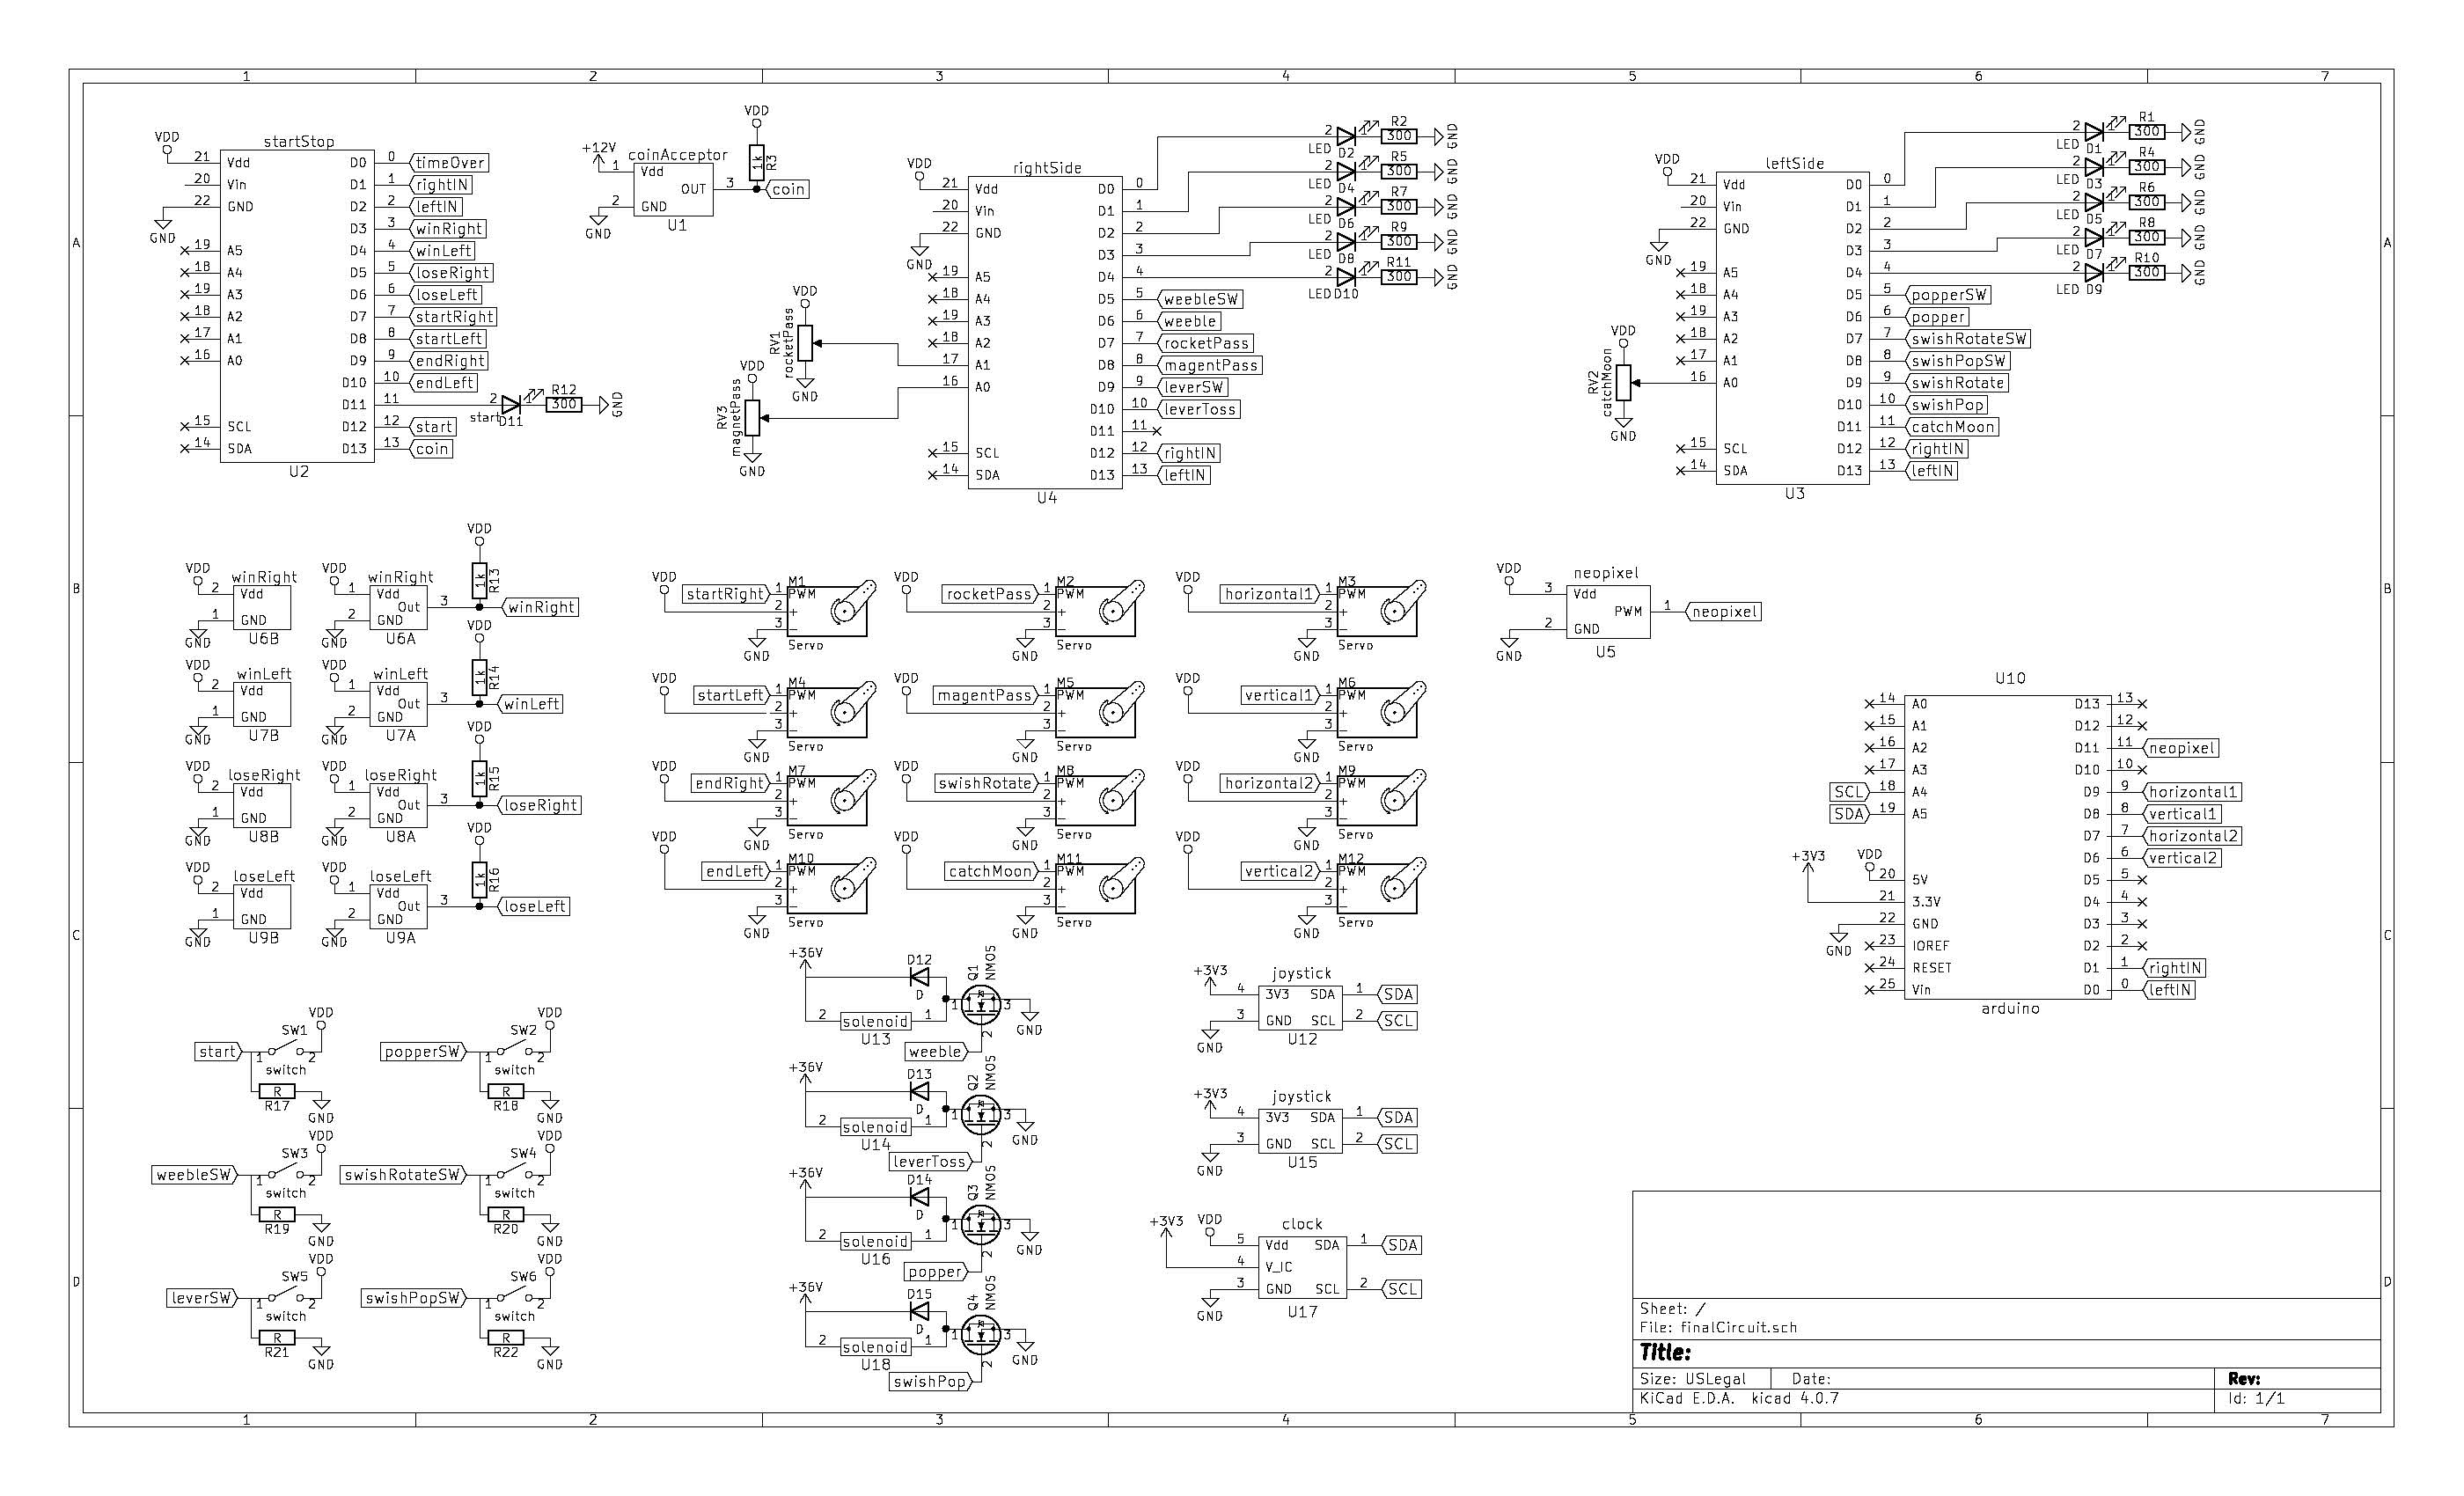 1 2 3 4 5 6 7
A A
B B
C C
D D
startStop
VDD
21 Vdd D0 0 timeOver
20 Vin D1 1 rightIN
22 GND D2 2 leftIN
GND
D3 3 winRight
19 A5 D4 4 winLeft
18 A4 D5 5 loseRight
19 A3 D6 6 loseLeft
18 A2 D7 7 startRight
17 A1 D8 8 startLeft
16 A0 D9 9 endRight
D10 10 endLeft
D11 11 2 1 R12 300 GND
start D11
15 SCL D12 12 start
14 SDA D13 13 coin
U2
+12V coinAcceptor VDD
1 Vdd 1k R3
OUT 3 coin
2 GND
GND U1
rightSide
VDD
21 Vdd D0 0
20 Vin D1 1
22 GND D2 2
GND
D3 3
19 A5 D4 4
18 A4 D5 5 weebleSW
19 A3 D6 6 weeble
18 A2 D7 7 rocketPass
17 A1 D8 8 magentPass
16 A0 D9 9 leverSW
D10 10 leverToss
D11 11
15 SCL D12 12 rightIN
14 SDA D13 13 leftIN
U4
VDD
RV1 rocketPass
GND
VDD
RV3 magnetPass
GND
2 1 R2 300 GND
LED D2
2 1 R5 300 GND
LED D4
2 1 R7 300 GND
LED D6
2 1 R9 300 GND
LED D8
2 1 R11 300 GND
LED D10
leftSide
VDD
21 Vdd D0 0
20 Vin D1 1
22 GND D2 2
GND
D3 3
19 A5 D4 4
18 A4 D5 5 popperSW
19 A3 D6 6 popper
18 A2 D7 7 swishRotateSW
17 A1 D8 8 swishPopSW
16 A0 D9 9 swishRotate
D10 10 swishPop
D11 11 catchMoon
15 SCL D12 12 rightIN
14 SDA D13 13 leftIN
U3
VDD
RV2 catchMoon
GND
2 1 R1 300 GND
LED D1
2 1 R4 300 GND
LED D3
2 1 R6 300 GND
LED D5
2 1 R8 300 GND
LED D7
2 1 R10 300 GND
LED D9
VDD winRight
2 Vdd
1 GND
GND U6B
VDD winRight VDD
1 Vdd 1k R13
Out 3 winRight
2 GND
GND U6A
VDD winLeft
2 Vdd
1 GND
GND U7B
VDD winLeft VDD
1 Vdd 1k R14
Out 3 winLeft
2 GND
GND U7A
VDD loseRight
2 Vdd
1 GND
GND U8B
VDD loseRight VDD
1 Vdd 1k R15
Out 3 loseRight
2 GND
GND U8A
VDD loseLeft
2 Vdd
1 GND
GND U9B
VDD loseLeft VDD
1 Vdd 1k R16
Out 3 loseLeft
2 GND
GND U9A
VDD M1
startRight 1 PWM
2 +
3 -
GND Servo
VDD M2
rocketPass 1 PWM
2 +
3 -
GND Servo
VDD M3
horizontal1 1 PWM
2 +
3 -
GND Servo
VDD M4
startLeft 1 PWM
2 +
3 -
GND Servo
VDD M5
magentPass 1 PWM
2 +
3 -
GND Servo
VDD M6
vertical1 1 PWM
2 +
3 -
GND Servo
VDD M7
endRight 1 PWM
2 +
3 -
GND Servo
VDD M8
swishRotate 1 PWM
2 +
3 -
GND Servo
VDD M9
horizontal2 1 PWM
2 +
3 -
GND Servo
VDD M10
endLeft 1 PWM
2 +
3 -
GND Servo
VDD M11
catchMoon 1 PWM
2 +
3 -
GND Servo
VDD M12
vertical2 1 PWM
2 +
3 -
GND Servo
VDD neopixel
3 Vdd
PWM 1 neopixel
2 GND
GND U5
U10
14 A0 D13 13
15 A1 D12 12
16 A2 D11 11 neopixel
17 A3 D10 10
SCL 18 A4 D9 9 horizontal1
SDA 19 A5 D8 8 vertical1
D7 7 horizontal2
+3V3 VDD D6 6 vertical2
20 5V D5 5
21 3.3V D4 4
22 GND D3 3
GND
23 IOREF D2 2
24 RESET D1 1 rightIN
25 Vin D0 0 leftIN
arduino
+36V D12 Q1 NMOS
D 1 3
2 solenoid 1 GND
U13 2
weeble
+36V D13 Q2 NMOS
D 1 3
2 solenoid 1 GND
U14 2
leverToss
+36V D14 Q3 NMOS
D 1 3
2 solenoid 1 GND
U16 2
popper
+36V D15 Q4 NMOS
D 1 3
2 solenoid 1 GND
U18 2
swishPop
+3V3 joystick
4 3V3 SDA 1 SDA
3 GND SCL 2 SCL
GND U12
+3V3 joystick
4 3V3 SDA 1 SDA
3 GND SCL 2 SCL
GND U15
+3V3 VDD clock
5 Vdd SDA 1 SDA
4 V_IC
3 GND SCL 2 SCL
GND U17
VDD
SW1
start 1 2
switch
R
R17 GND
VDD
SW2
popperSW 1 2
switch
R
R18 GND
VDD
SW3
weebleSW 1 2
switch
R
R19 GND
VDD
SW4
swishRotateSW 1 2
switch
R
R20 GND
VDD
SW5
leverSW 1 2
switch
R
R21 GND
VDD
SW6
swishPopSW 1 2
switch
R
R22 GND
Sheet: /
File: finalCircuit.sch
Title:
Size: USLegal Date: Rev:
KiCad E.D.A. kicad 4.0.7 Id: 1/1
1 2 3 4 5 6 7